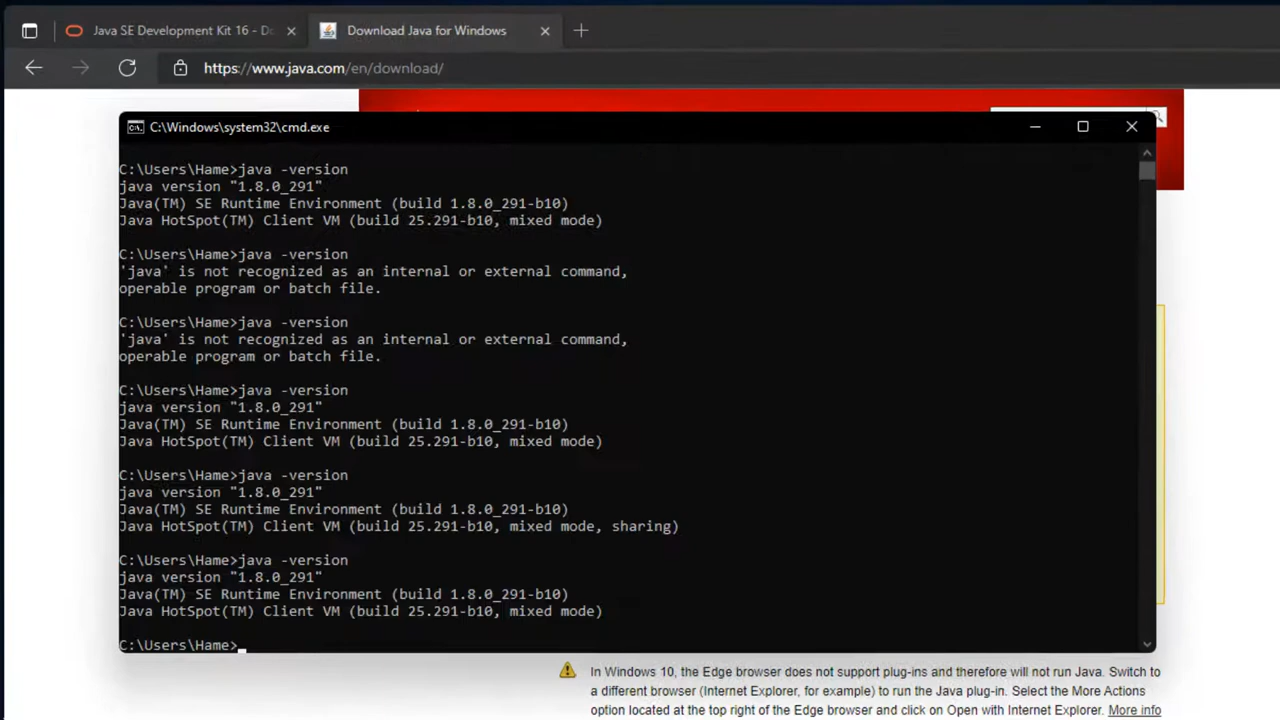 Java SE Development Kit 16 - Do
Download Java for Windows
https://www.java.com/en/download/
C:\Windows\system32\cmd.exe
C:\Users\Hame>java -version
java version "1.8.0_291"
Java(TM) SE Runtime Environment (build 1.8.0_291-b10)
Java HotSpot(TM) Client VM (build 25.291-b10, mixed mode)
C:\Users\Hame>java -version
'java' is not recognized as an internal or external command,
operable program or batch file.
C:\Users\Hame>java -version
'java' is not recognized as an internal or external command,
operable program or batch file.
C:\Users\Hame>java -version
java version "1.8.0_291"
Java(TM) SE Runtime Environment (build 1.8.0_291-b10)
Java HotSpot(TM) Client VM (build 25.291-b10, mixed mode)
C:\Users\Hame>java -version
java version "1.8.0_291"
Java(TM) SE Runtime Environment (build 1.8.0_291-b10)
Java HotSpot(TM) Client VM (build 25.291-b10, mixed mode, sharing)
C:\Users\Hame>java -version
java version "1.8.0_291"
Java(TM) SE Runtime Environment (build 1.8.0_291-b10)
Java HotSpot(TM) Client VM (build 25.291-b10, mixed mode)
C:\Users\Hame>
In Windows 10, the Edge browser does not support plug-ins and therefore will not run Java. Switch to
a different browser (Internet Explorer, for example) to run the Java plug-in. Select the More Actions
option located at the top right of the Edge browser and click on Open with Internet Explorer. More info